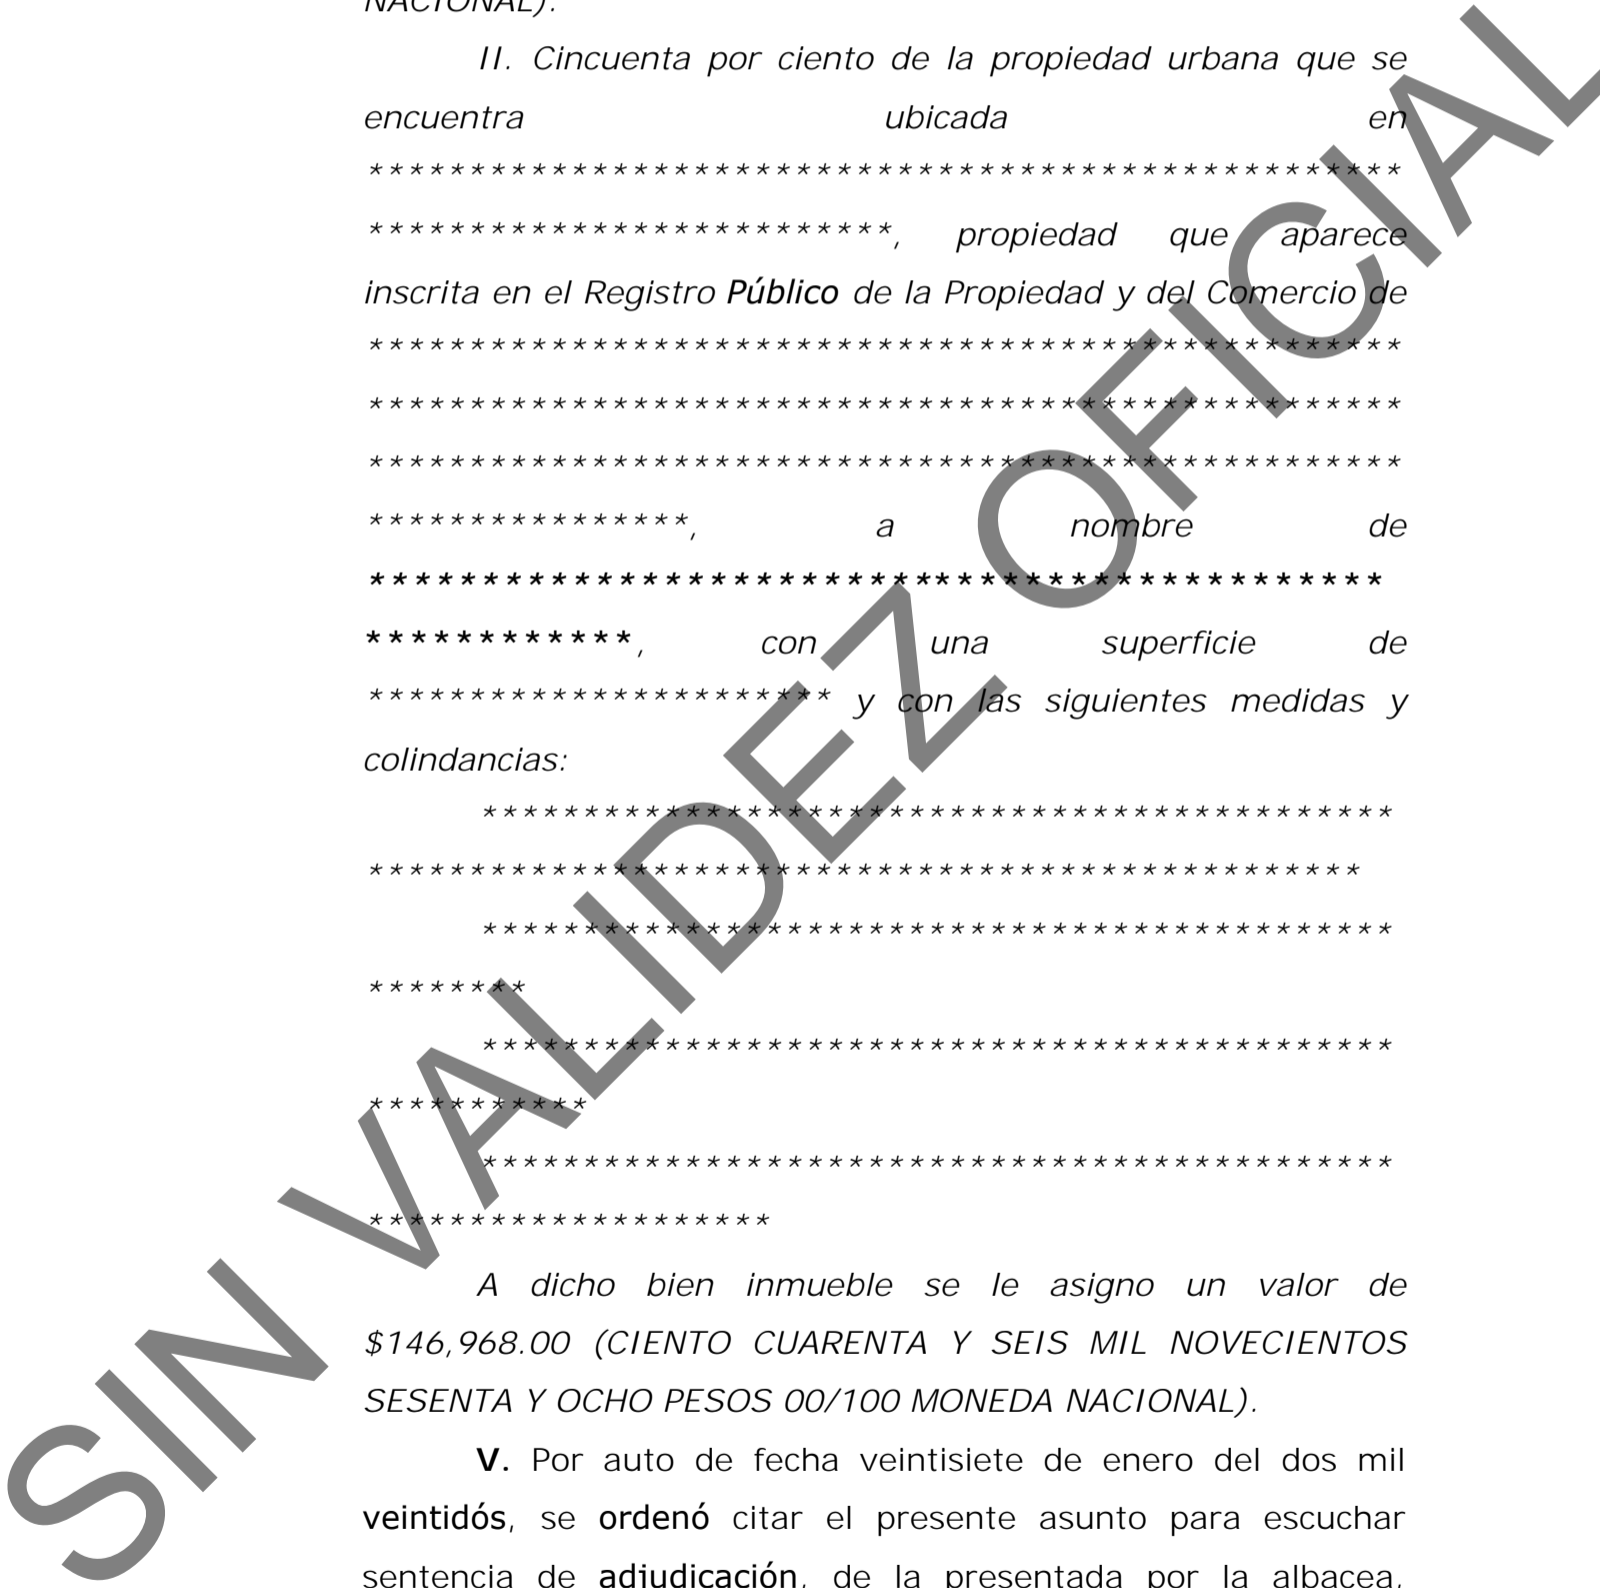 NACIONAL).
II. Cincuenta por ciento de la propiedad urbana que se
encuentra ubicada en
***************************************************
**************************, propiedad que aparece
inscrita en el Registro Público de la Propiedad y del Comercio de
***************************************************
***************************************************
***************************************************
****************, a nombre de
*********************************************
************, con una superficie de
*********************** y con las siguientes medidas y
colindancias:
*********************************************
*************************************************
*********************************************
********
*********************************************
***********
*********************************************
********************
A dicho bien inmueble se le asigno un valor de
$146,968.00 (CIENTO CUARENTA Y SEIS MIL NOVECIENTOS
SESENTA Y OCHO PESOS 00/100 MONEDA NACIONAL).
V. Por auto de fecha veintisiete de enero del dos mil
veintidós, se ordenó citar el presente asunto para escuchar
sentencia de adjudicación, de la presentada por la albacea,
SIN VALIDEZ OFICIAL